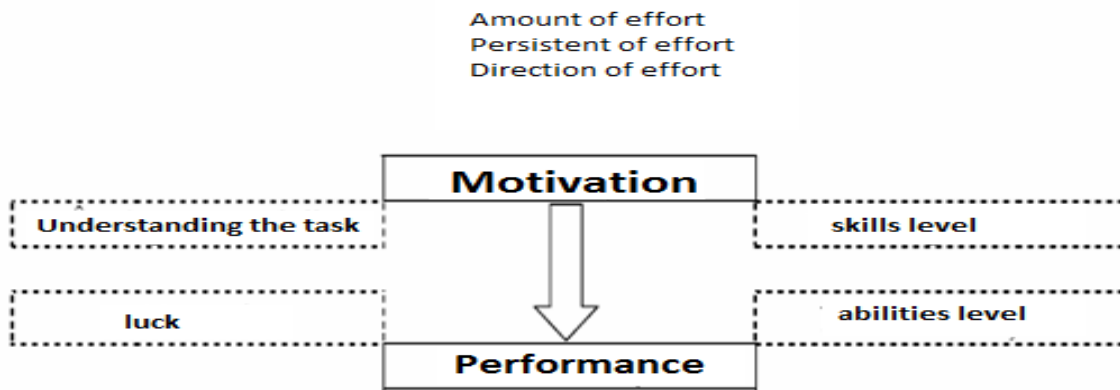 Amount of effort
Persistent of effort
Direction of effort
Motivation
Understanding the task
skills level
luck
abilities level
Performance